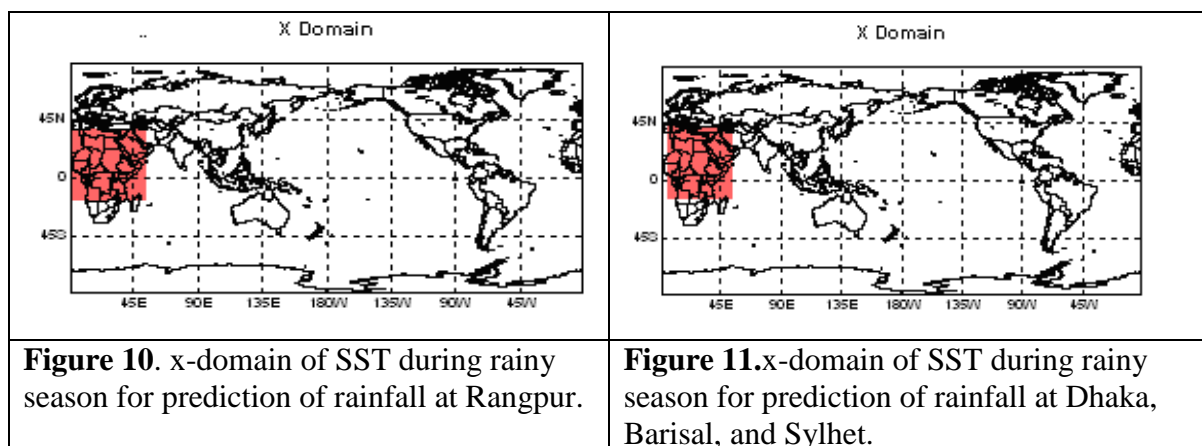 X Domain
45N
0
45S
45E 90E 135E 180W 135W 90W 45W
Figure 10. x-domain of SST during rainy
season for prediction of rainfall at Rangpur.
X Domain
45N
0
45S
45E 90E 135E 180W 135W 90W 45W
Figure 11.x-domain of SST during rainy
season for prediction of rainfall at Dhaka,
Barisal, and Sylhet.